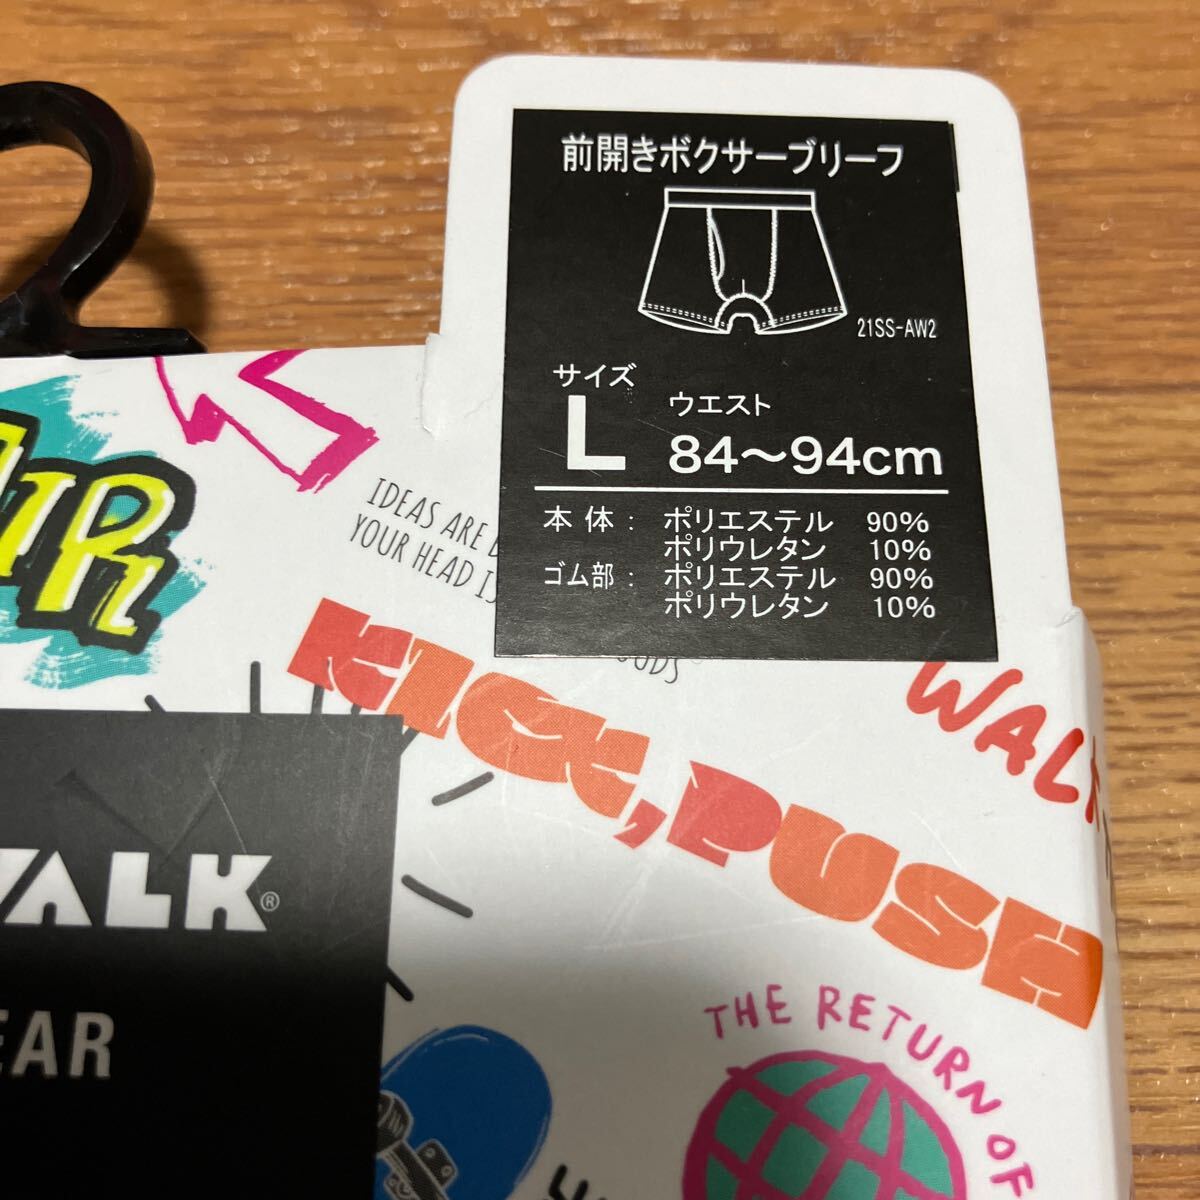 前開きボクサーブリーフ
21SS-AW2
サイズ
L
ウエスト
84～94cm
本 体 : ポリエステル 90%
ポリウレタン 10%
ゴム部 : ポリエステル 90%
ポリウレタン 10%
IDEAS ARE
YOUR HEAD IS
KICK, PUSH
WALK
WALK®
EAR
THE RETURN OF